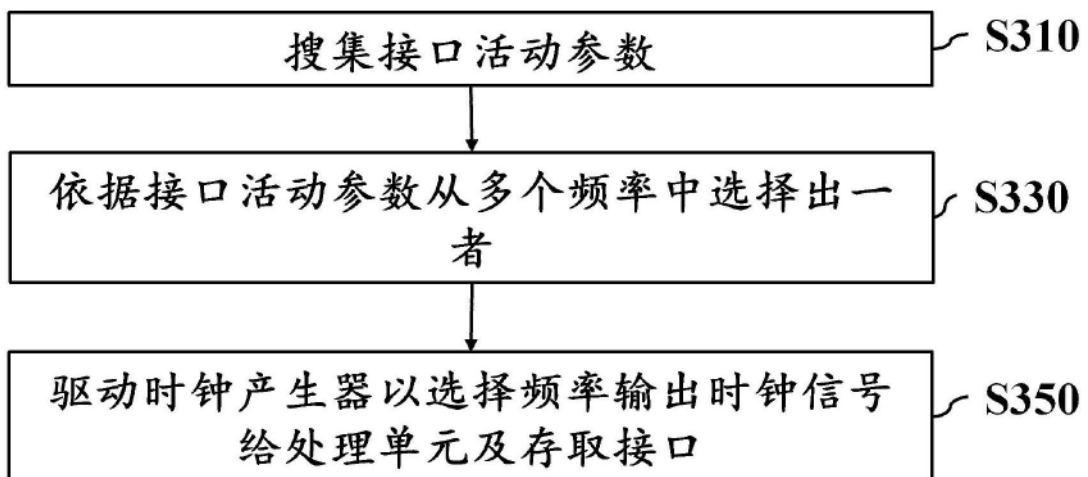 搜集接口活动参数
S310
依据接口活动参数从多个频率中选择出一
者
S330
驱动时钟产生器以选择频率输出时钟信号
给处理单元及存取接口
S350